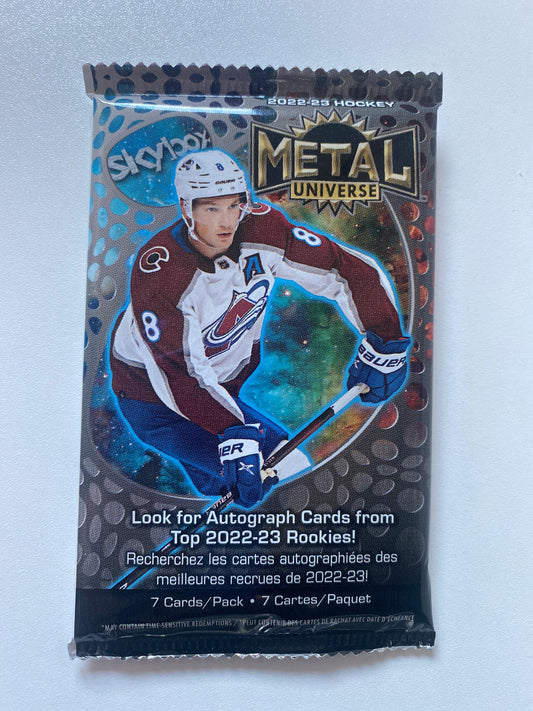 2022-23 HOCKEY
SKYbox
METAL
UNIVERSE
8
8
A
8
BAUER
Look for Autograph Cards from
Top 2022-23 Rookies!
Recherchez les cartes autographiées des
meilleures recrues de 2022-23!
7 Cards/Pack • 7 Cartes/Paquet
*MAY CONTAIN TIME-SENSITIVE REDEMPTIONS / *PEUT CONTENIR DES CARTES DE RACHAT AVEC DATE D'ÉCHÉANCE